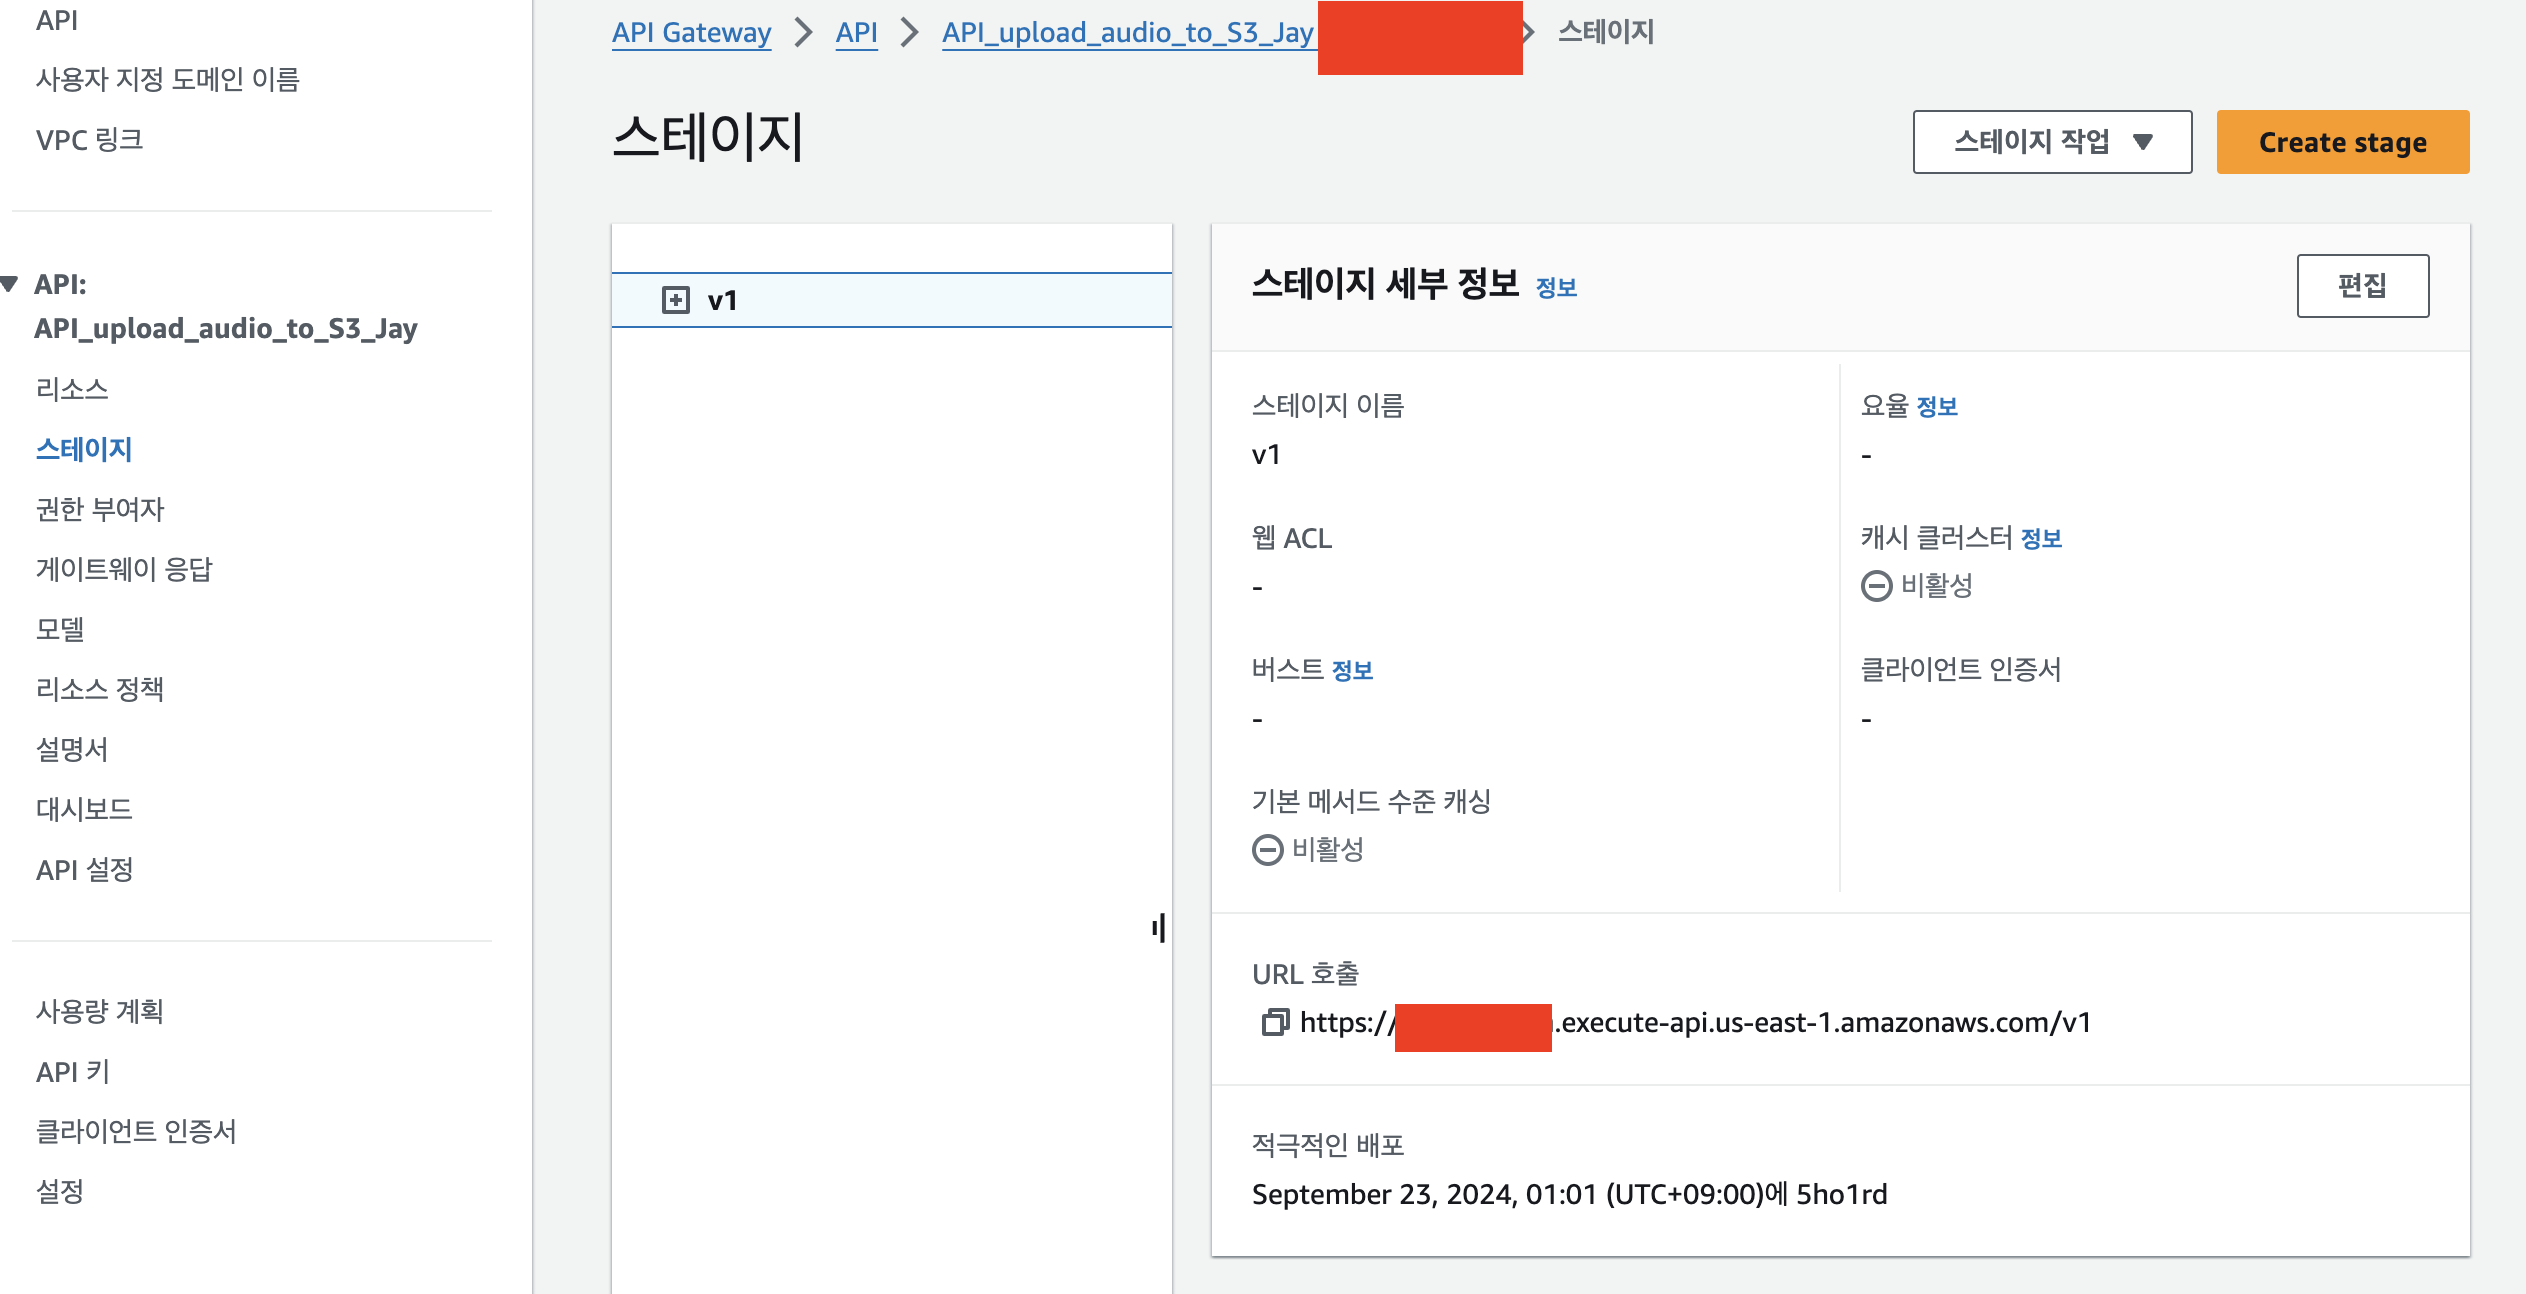 API
사용자 지정 도메인 이름
VPC 링크
API:
API_upload_audio_to_S3_Jay
리소스
스테이지
권한 부여자
게이트웨이 응답
모델
리소스 정책
설명서
대시보드
API 설정
사용량 계획
API 키
클라이언트 인증서
설정
API Gateway > API > API_upload_audio_to_S3_Jay > 스테이지
스테이지
스테이지 작업 ▼
Create stage
v1
스테이지 세부 정보 정보
편집
스테이지 이름
v1
요율 정보
-
웹 ACL
-
캐시 클러스터 정보
비활성
버스트 정보
-
클라이언트 인증서
-
기본 메서드 수준 캐싱
비활성
URL 호출
https:// .execute-api.us-east-1.amazonaws.com/v1
적극적인 배포
September 23, 2024, 01:01 (UTC+09:00)에 5ho1rd